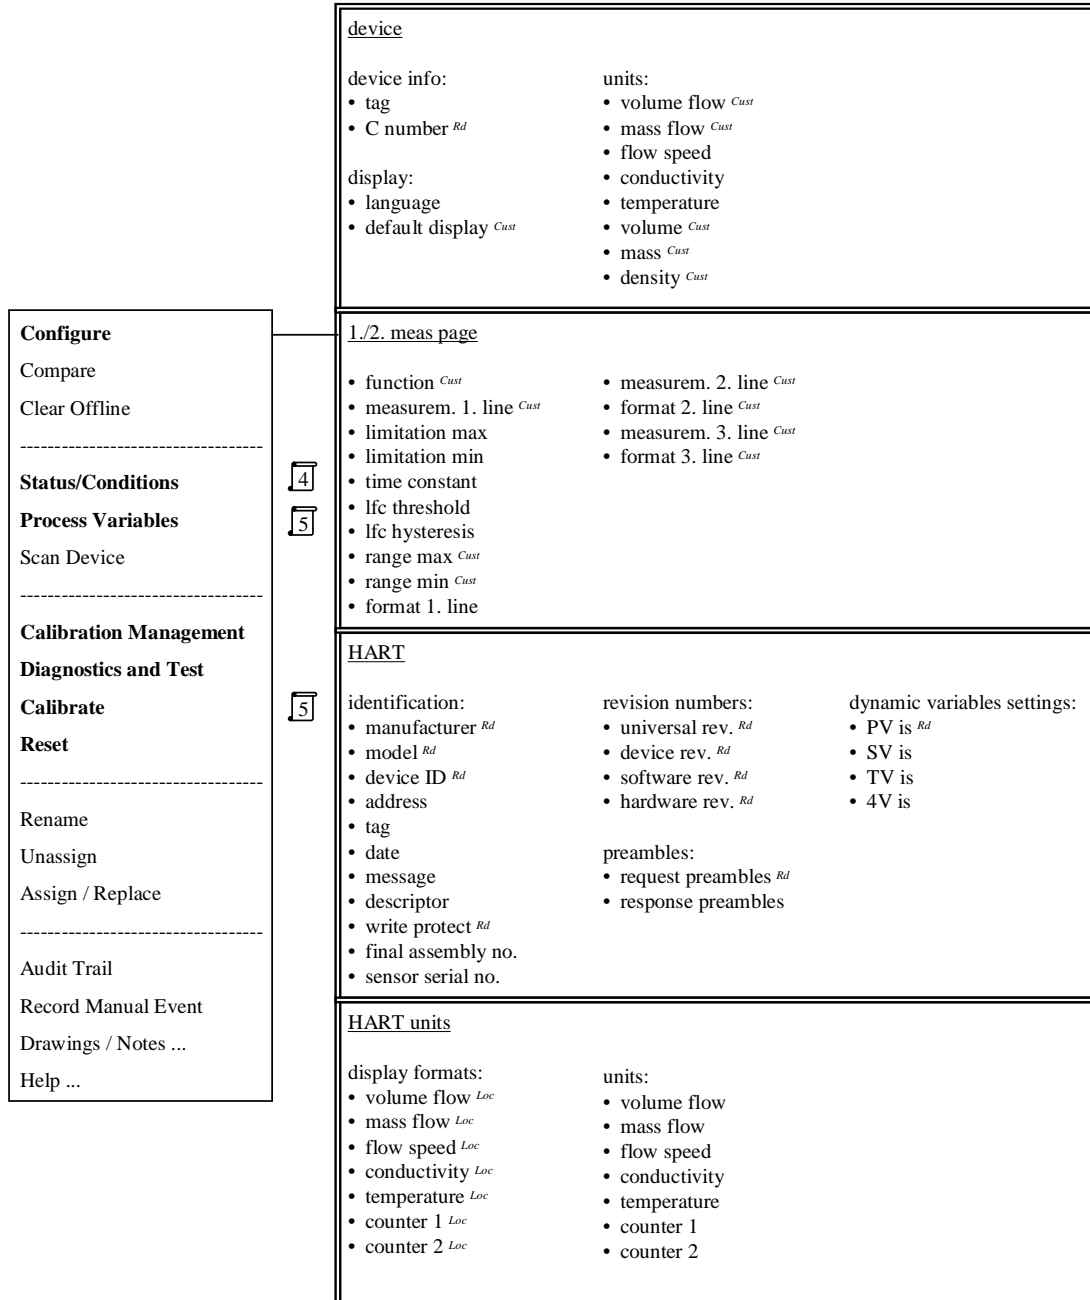 device
device info:
• tag
• C number Rd
display:
• language
• default display Cust
units:
• volume flow Cust
• mass flow Cust
• flow speed
• conductivity
• temperature
• volume Cust
• mass Cust
• density Cust
Configure
Compare
Clear Offline
-----------------------------------
Status/Conditions
4
Process Variables
5
Scan Device
-----------------------------------
Calibration Management
Diagnostics and Test
Calibrate
5
Reset
-----------------------------------
Rename
Unassign
Assign / Replace
-----------------------------------
Audit Trail
Record Manual Event
Drawings / Notes ...
Help ...
1./2. meas page
• function Cust
• measurem. 1. line Cust
• limitation max
• limitation min
• time constant
• lfc threshold
• lfc hysteresis
• range max Cust
• range min Cust
• format 1. line
• measurem. 2. line Cust
• format 2. line Cust
• measurem. 3. line Cust
• format 3. line Cust
HART
identification:
• manufacturer Rd
• model Rd
• device ID Rd
• address
• tag
• date
• message
• descriptor
• write protect Rd
• final assembly no.
• sensor serial no.
revision numbers:
• universal rev. Rd
• device rev. Rd
• software rev. Rd
• hardware rev. Rd
preambles:
• request preambles Rd
• response preambles
dynamic variables settings:
• PV is Rd
• SV is
• TV is
• 4V is
HART units
display formats:
• volume flow Loc
• mass flow Loc
• flow speed Loc
• conductivity Loc
• temperature Loc
• counter 1 Loc
• counter 2 Loc
units:
• volume flow
• mass flow
• flow speed
• conductivity
• temperature
• counter 1
• counter 2